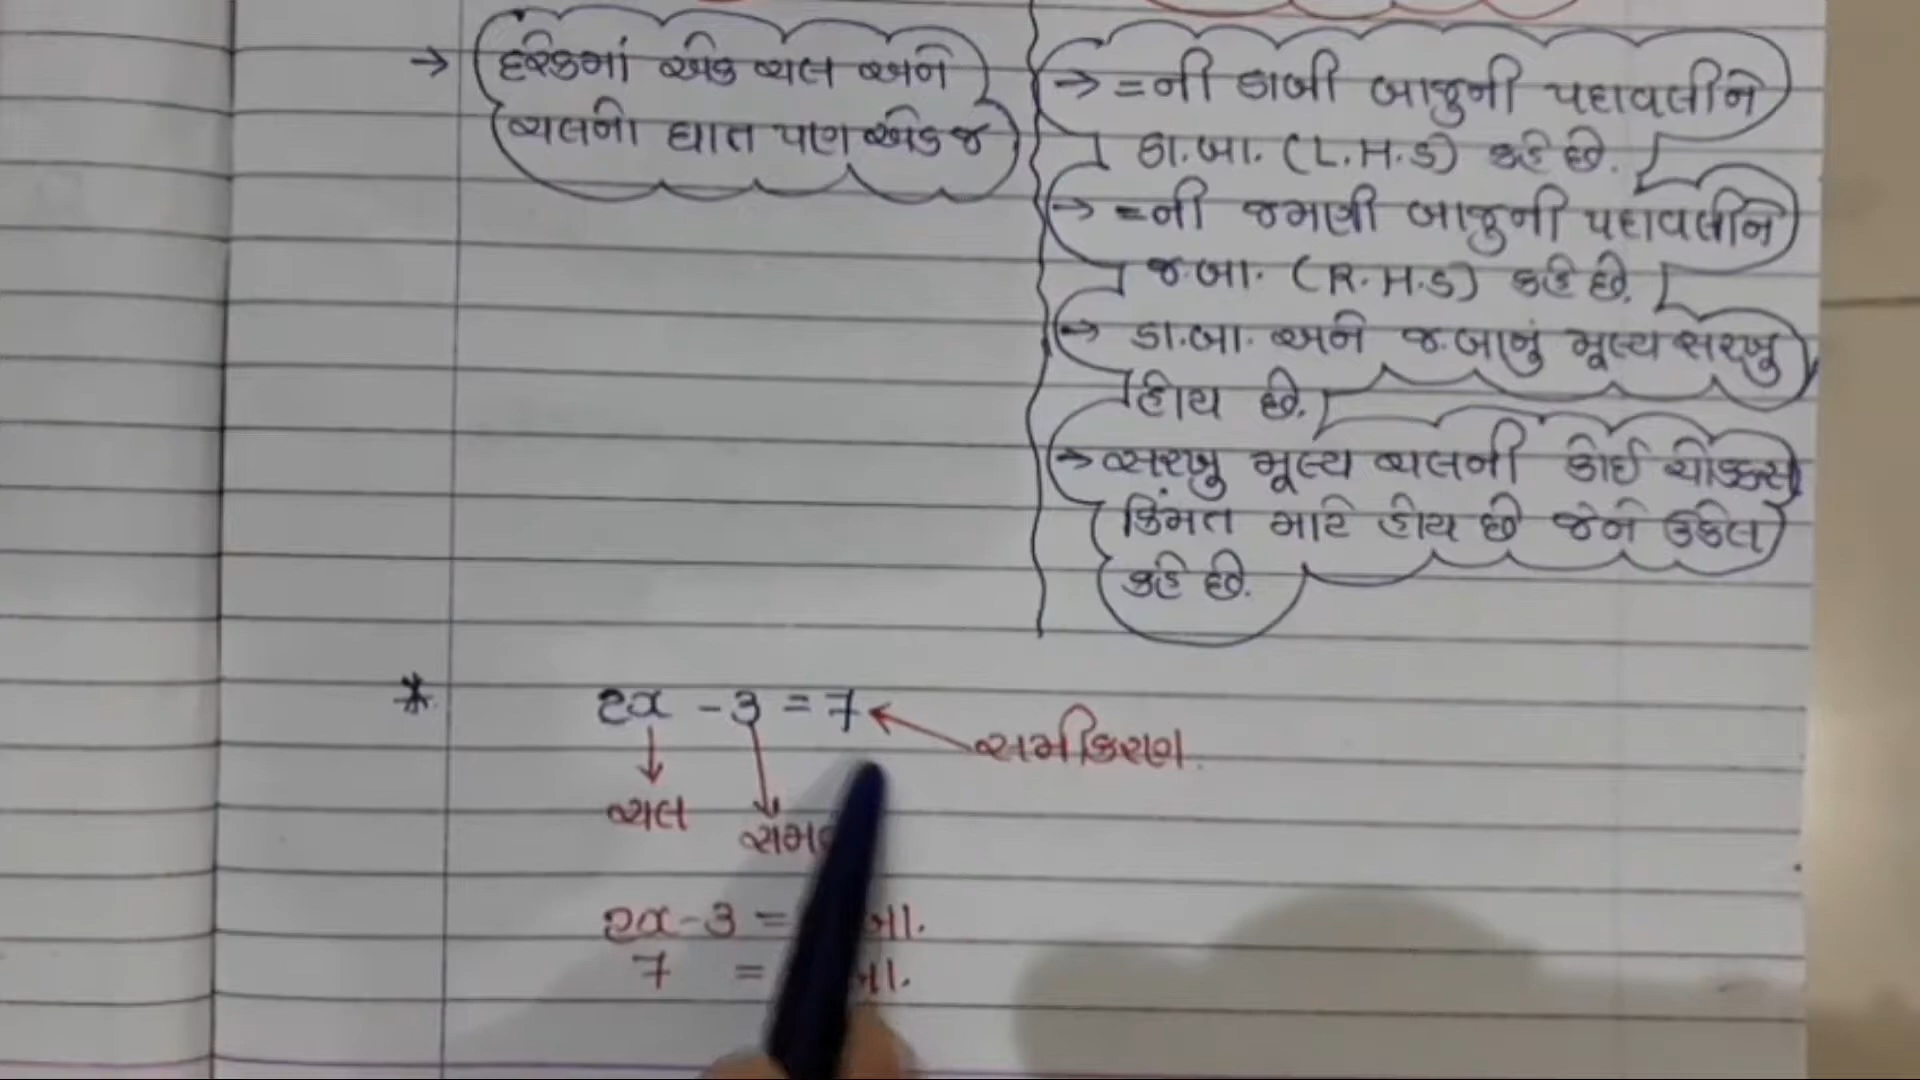 → દરેકમાં એક ચલ અને
ચલનો ઘાત પણ એક જ
→ = ની ડાબી બાજુની પદાવલીને
ડા.બા. (L.H.S) કહે છે.
→ = ની જમણી બાજુની પદાવલીને
જ.બા. (R.H.S) કહે છે.
→ ડા.બા. અને જ.બાનું મૂલ્ય સરખુ
હોય છે.
→ સરખુ મૂલ્ય ચલની કોઈ ચોક્કસ
કિંમત માટે હોય છે જેને ઉકેલ
કહે છે.
* 2x - 3 = 7 ← સમીકરણ.
ચલ
2x - 3 = બા.
7 = બા.